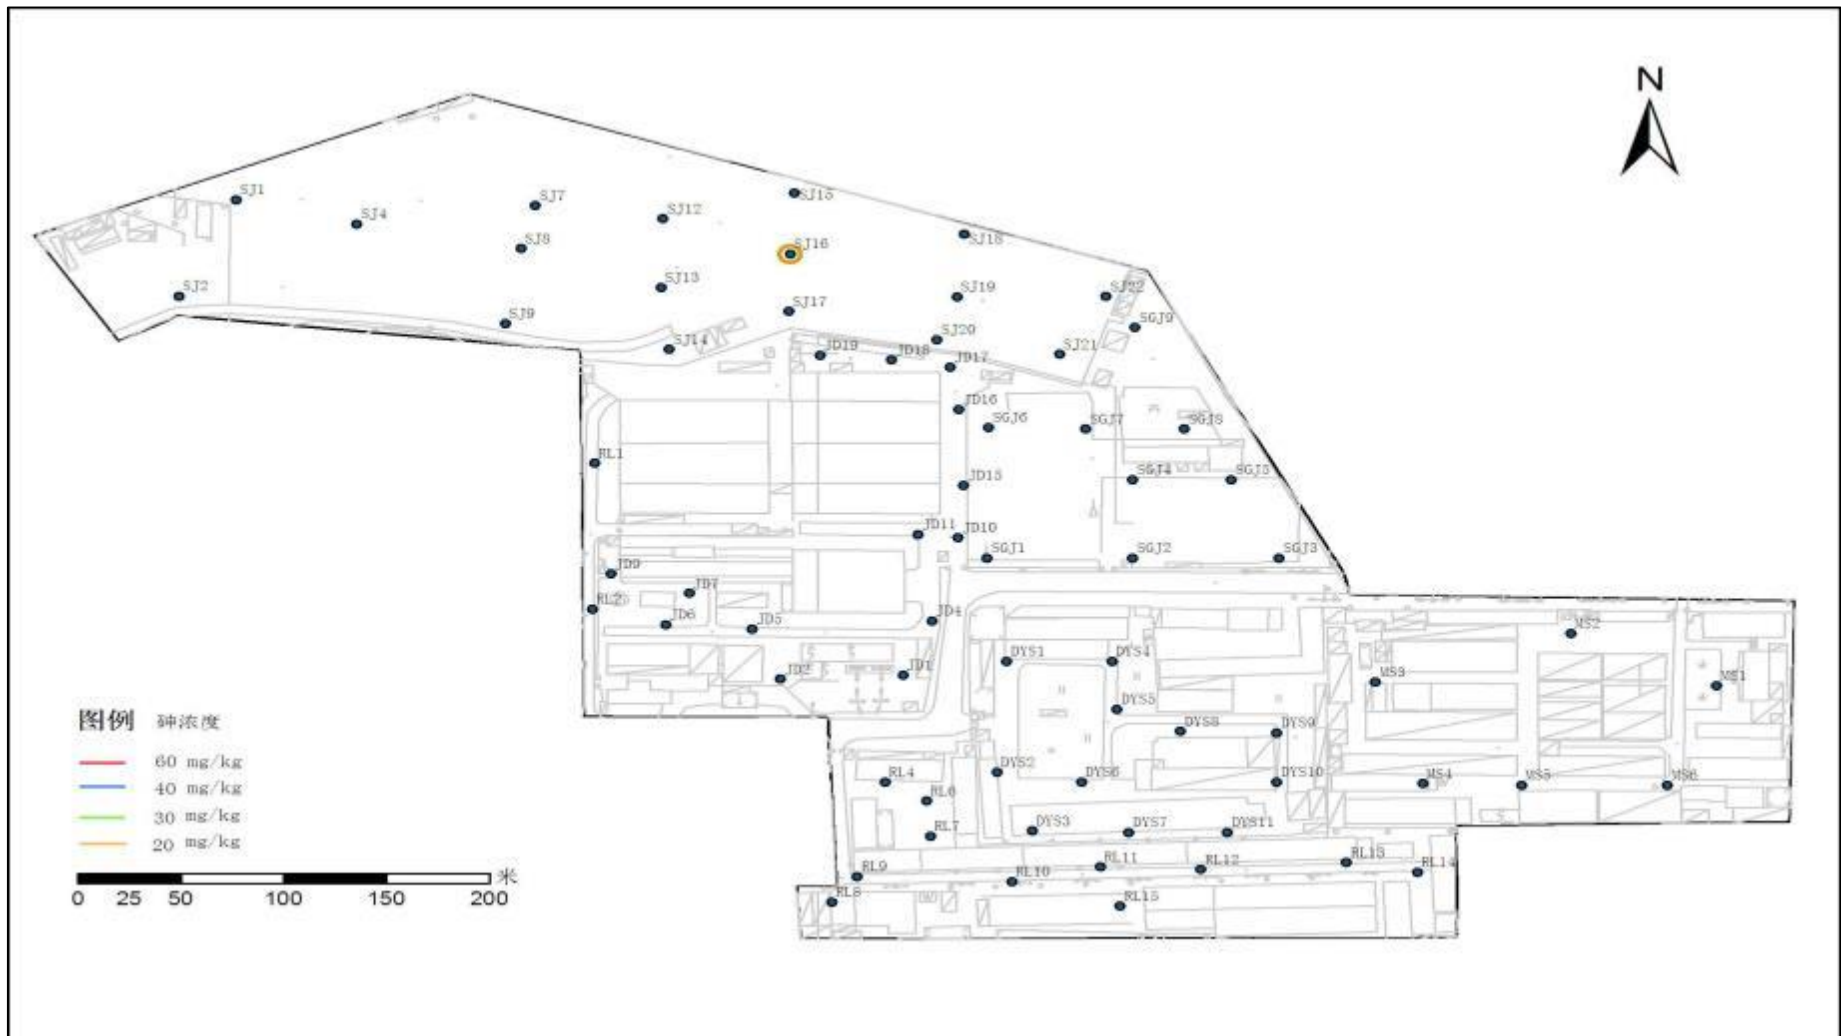 N
SJ1
SJ4
SJ7
SJ12
SJ15
SJ8
SJ16
SJ18
SJ2
SJ13
SJ17
SJ19
SJ22
SJ9
SGJ9
SJ14
SJ20
SJ21
JD19
JD18
JD17
JD16
SGJ6
SGJ7
SGJ8
RL1
JD15
SGJ4
SGJ5
JD11
JD10
SGJ1
SGJ2
SGJ3
JD9
JD7
RL2
JD6
JD5
JD4
MS2
DYS1
DYS4
JD2
JD1
MS3
MS1
DYS5
DYS8
DYS9
DYS2
DYS6
DYS10
RL4
MS4
MS5
MS6
RL6
DYS3
DYS7
DYS11
RL7
RL9
RL10
RL11
RL12
RL13
RL14
RL8
RL15
图例 砷浓度
60 mg/kg
40 mg/kg
30 mg/kg
20 mg/kg
米
0 25 50 100 150 200